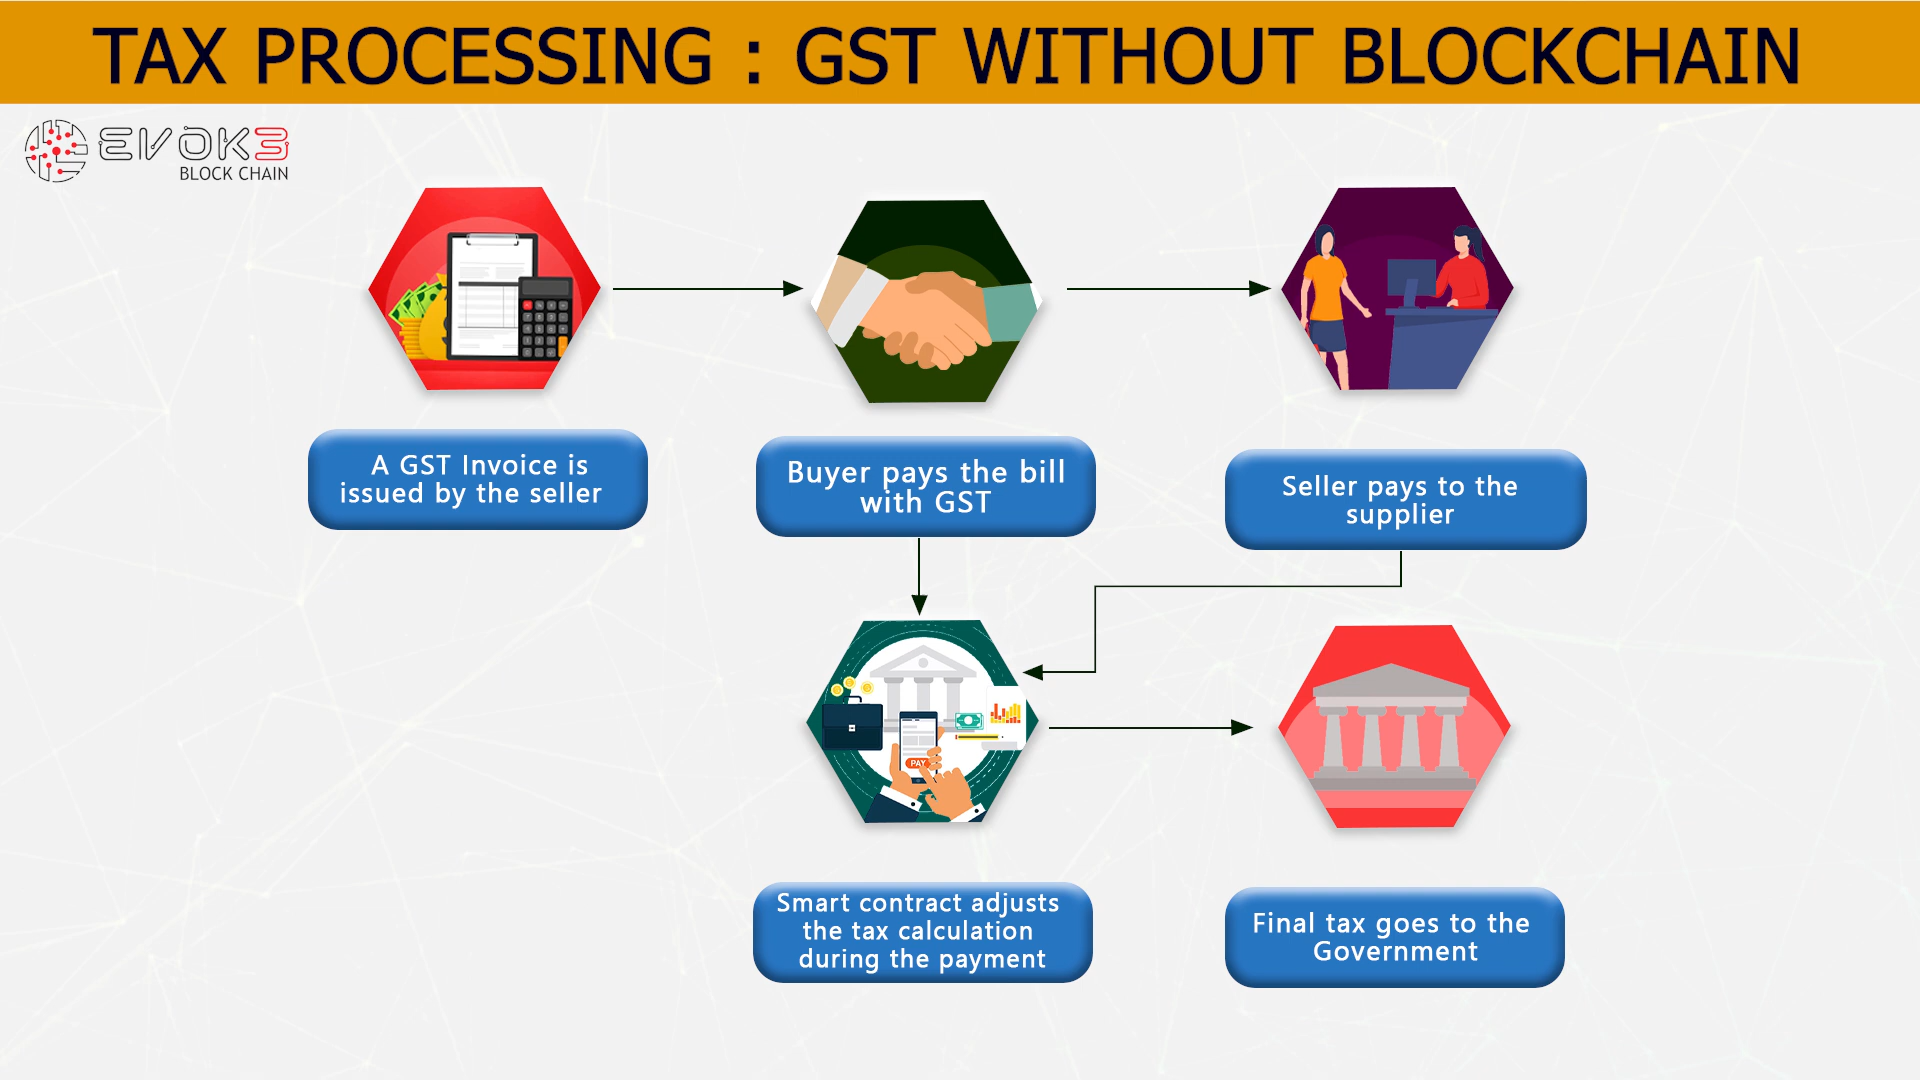 TAX PROCESSING : GST WITHOUT BLOCKCHAIN
EVOK3
BLOCK CHAIN
A GST Invoice is
issued by the seller
Buyer pays the bill
with GST
Seller pays to the
supplier
PAY
Smart contract adjusts
the tax calculation
during the payment
Final tax goes to the
Government